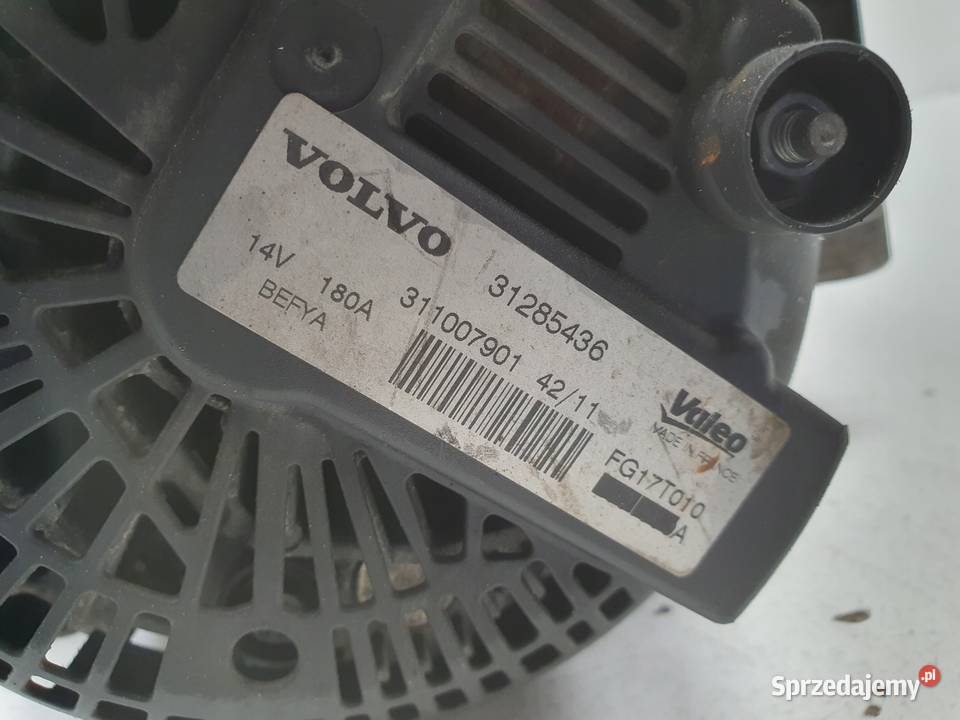 VOLVO
31285436
14V 180A 311007901 42/11
BEFYA
Valeo
MADE IN FRANCE
FG17T010
A
Sprzedajemy.pl